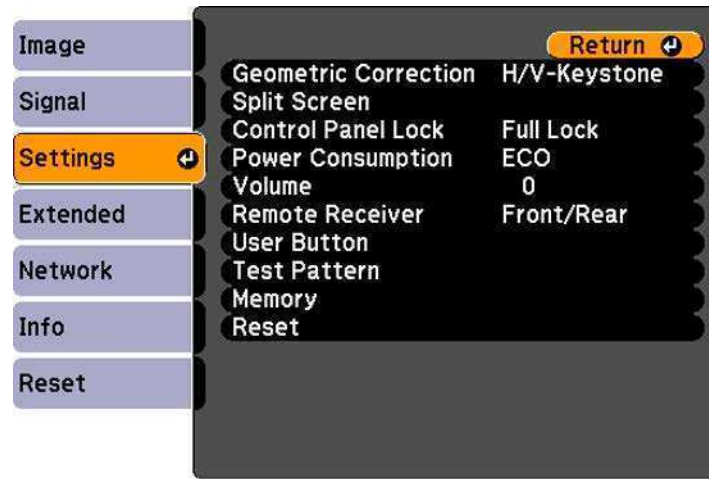 Image
Signal
Settings
Extended
Network
Info
Reset
Return
Geometric Correction H/V-Keystone
Split Screen
Control Panel Lock Full Lock
Power Consumption ECO
Volume 0
Remote Receiver Front/Rear
User Button
Test Pattern
Memory
Reset